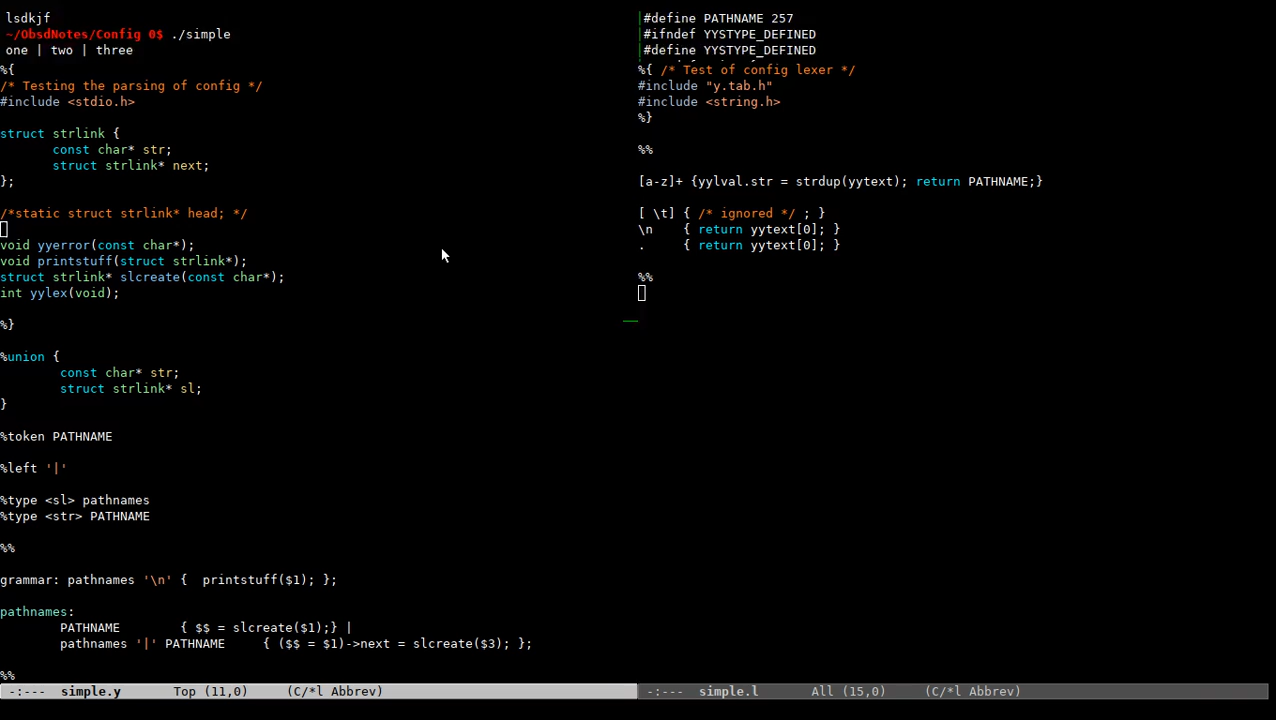 lsdkjf
~/ObsdNotes/Config 0$ ./simple
one | two | three
%{
/* Testing the parsing of config */
#include <stdio.h>
struct strlink {
const char* str;
struct strlink* next;
};
/*static struct strlink* head; */
void yyerror(const char*);
void printstuff(struct strlink*);
struct strlink* slcreate(const char*);
int yylex(void);
%}
%union {
const char* str;
struct strlink* sl;
}
%token PATHNAME
%left '|'
%type <sl> pathnames
%type <str> PATHNAME
%%
grammar: pathnames '\n' {  printstuff($1); };
pathnames:
PATHNAME        { $$ = slcreate($1);} |
pathnames '|' PATHNAME     { ($$ = $1)->next = slcreate($3); };
%%
-:---  simple.y       Top (11,0)     (C/*l Abbrev)
#define PATHNAME 257
#ifndef YYSTYPE_DEFINED
#define YYSTYPE_DEFINED
%{ /* Test of config lexer */
#include "y.tab.h"
#include <string.h>
%}
%%
[a-z]+ {yylval.str = strdup(yytext); return PATHNAME;}
[ \t] { /* ignored */ ; }
\n    { return yytext[0]; }
.     { return yytext[0]; }
%%
-:---  simple.l       All (15,0)     (C/*l Abbrev)